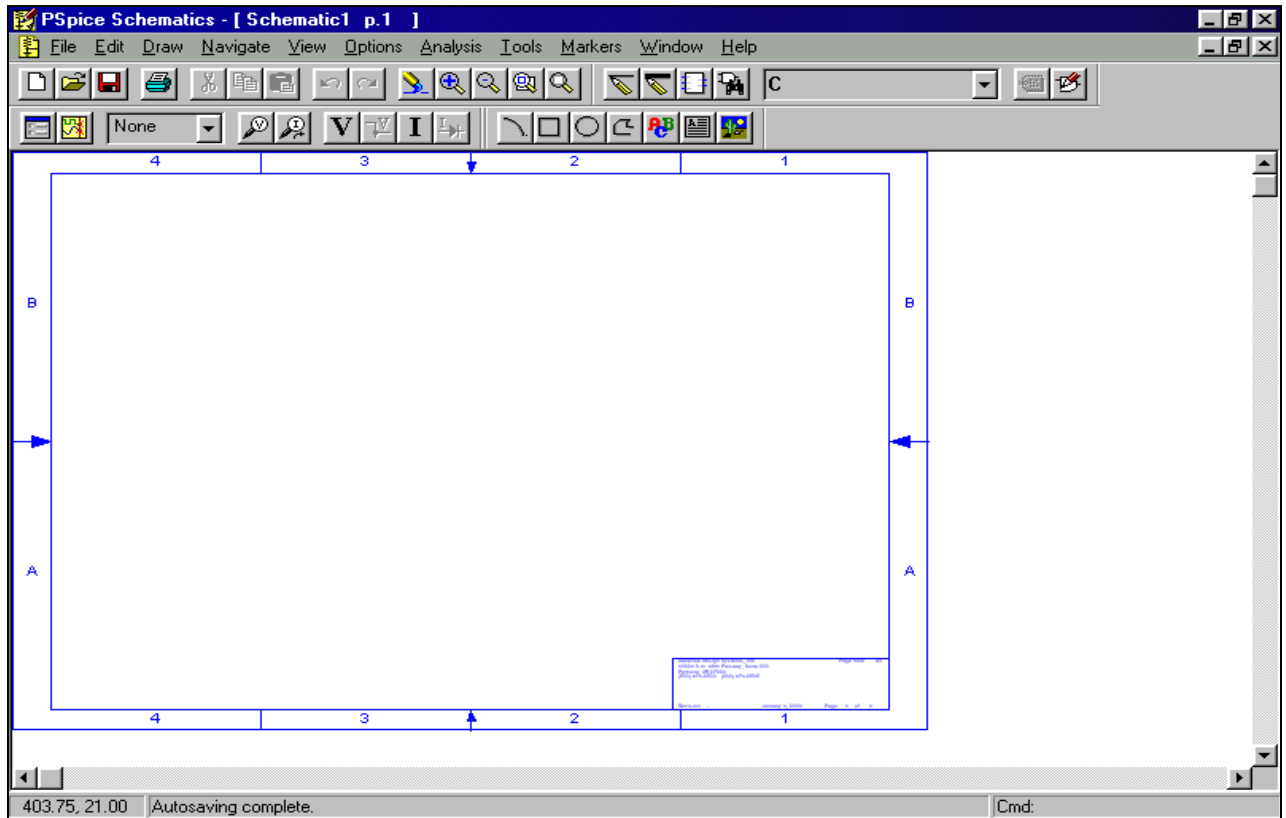 PSpice Schematics - [ Schematic1 p.1 ]
File Edit Draw Navigate View Options Analysis Tools Markers Window Help
C
None V I
4 3 2 1
B B
A A
Page
4 3 2 1
403.75, 21.00 Autosaving complete. Cmd: